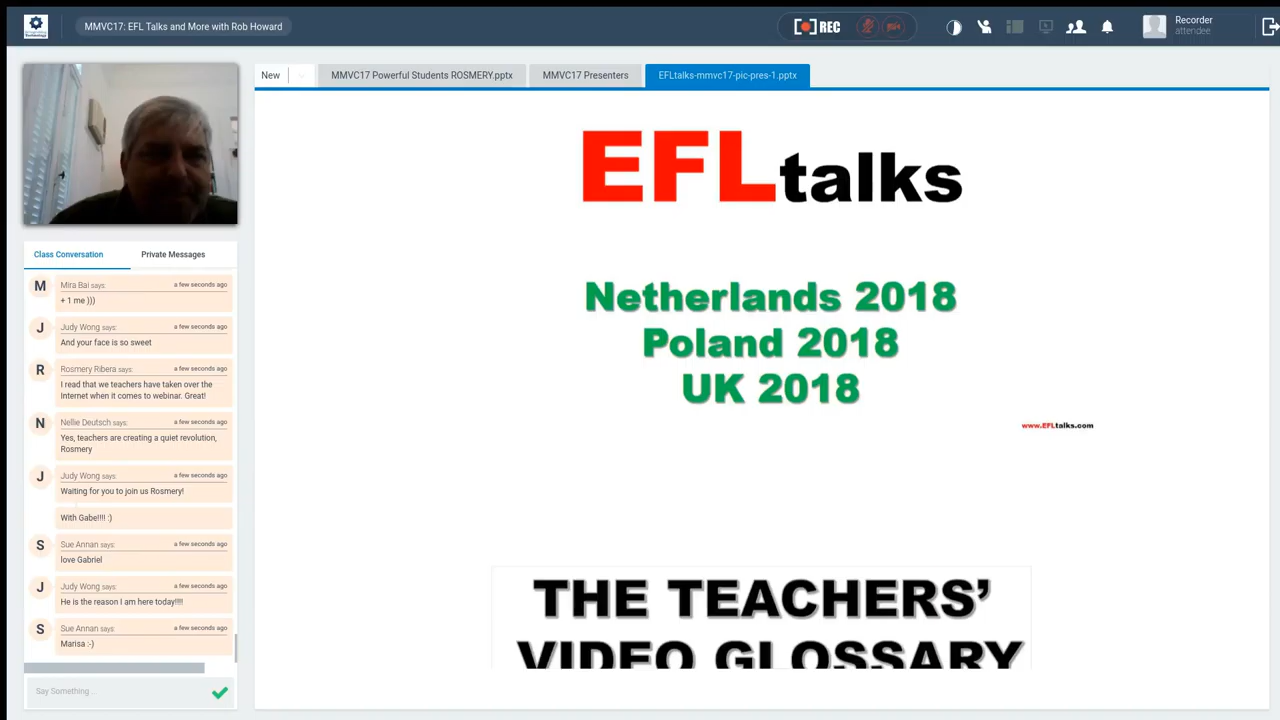 MMVC17: EFL Talks and More with Rob Howard
REC
Recorder
attendee
New
MMVC17 Powerful Students ROSMERY.pptx
MMVC17 Presenters
EFLtalks-mmvc17-pic-pres-1.pptx
EFLtalks
Netherlands 2018
Poland 2018
UK 2018
www.EFLtalks.com
THE TEACHERS'
VIDEO GLOSSARY
Class Conversation
Private Messages
M
Mira Bai says:
a few seconds ago
+ 1 me )))
J
Judy Wong says:
a few seconds ago
And your face is so sweet
R
Rosmery Ribera says:
a few seconds ago
I read that we teachers have taken over the
Internet when it comes to webinar. Great!
N
Nellie Deutsch says:
a few seconds ago
Yes, teachers are creating a quiet revolution,
Rosmery
J
Judy Wong says:
a few seconds ago
Waiting for you to join us Rosmery!
With Gabe!!!! :)
S
Sue Annan says:
a few seconds ago
love Gabriel
J
Judy Wong says:
a few seconds ago
He is the reason I am here today!!!!
S
Sue Annan says:
a few seconds ago
Marisa :-)
Say Something...